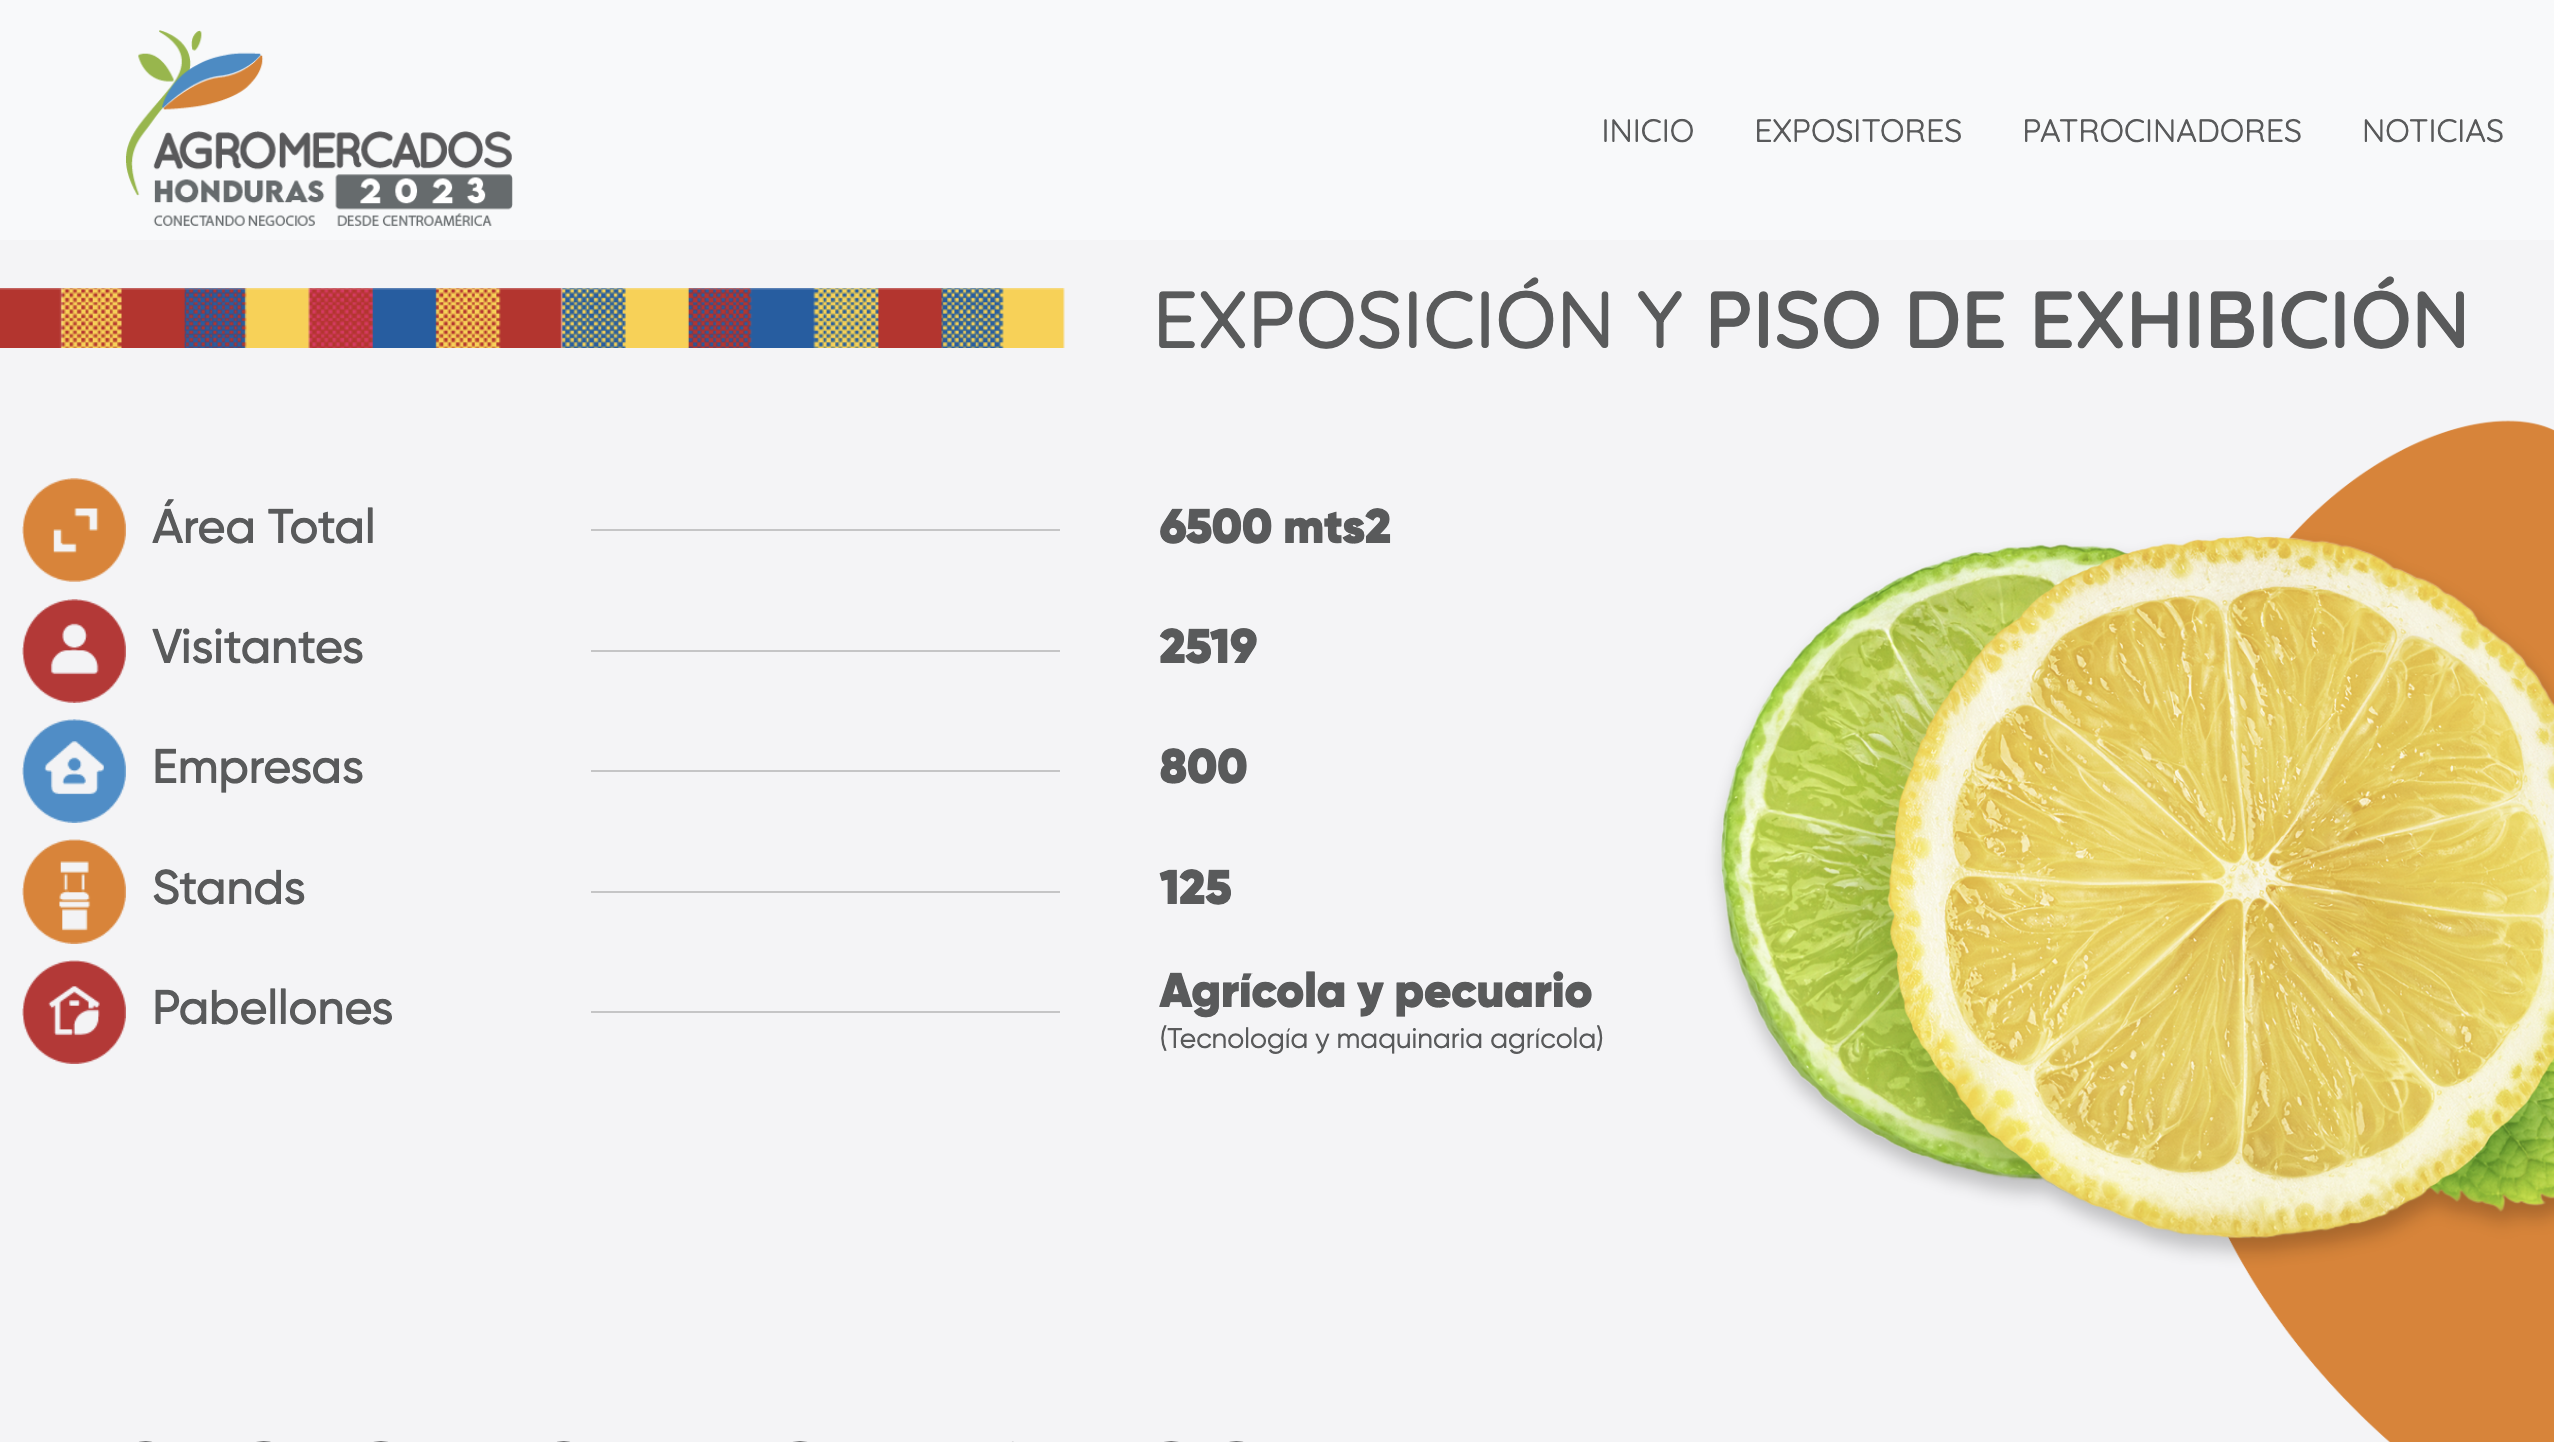 AGROMERCADOS
HONDURAS 2023
CONECTANDO NEGOCIOS DESDE CENTROAMÉRICA
INICIO EXPOSITORES PATROCINADORES NOTICIAS
EXPOSICIÓN Y PISO DE EXHIBICIÓN
Área Total 6500 mts2
Visitantes 2519
Empresas 800
Stands 125
Pabellones Agrícola y pecuario
(Tecnología y maquinaria agrícola)